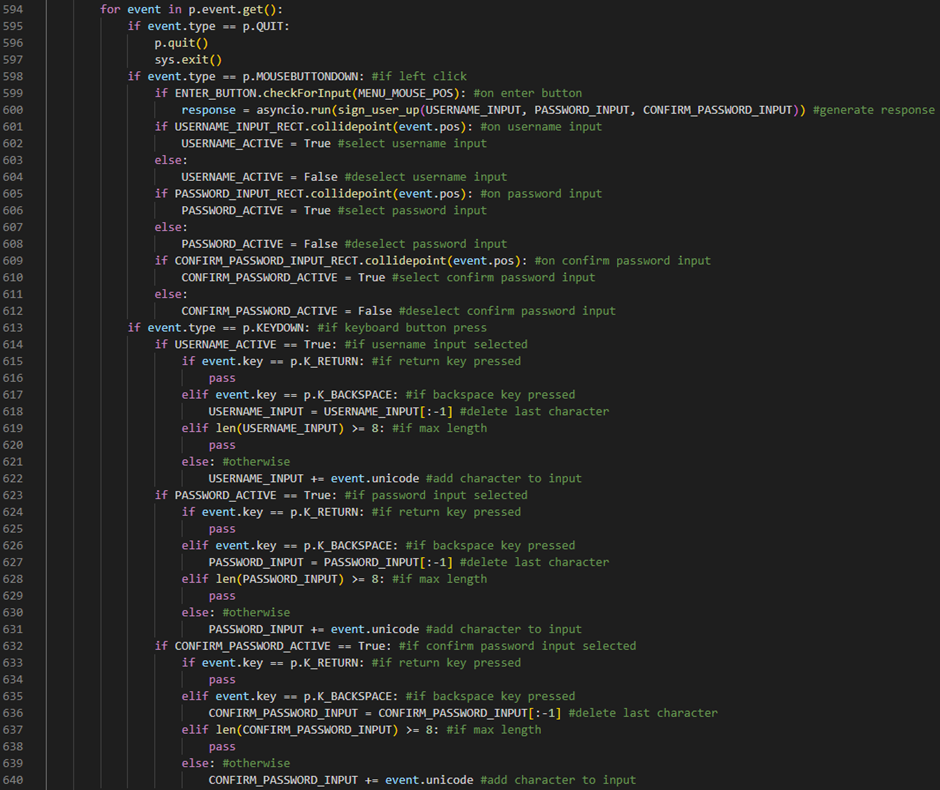 594 for event in p.event.get():
595 if event.type == p.QUIT:
596 p.quit()
597 sys.exit()
598 if event.type == p.MOUSEBUTTONDOWN: #if left click
599 if ENTER_BUTTON.checkForInput(MENU_MOUSE_POS): #on enter button
600 response = asyncio.run(sign_user_up(USERNAME_INPUT, PASSWORD_INPUT, CONFIRM_PASSWORD_INPUT)) #generate response
601 if USERNAME_INPUT_RECT.collidepoint(event.pos): #on username input
602 USERNAME_ACTIVE = True #select username input
603 else:
604 USERNAME_ACTIVE = False #deselect username input
605 if PASSWORD_INPUT_RECT.collidepoint(event.pos): #on password input
606 PASSWORD_ACTIVE = True #select password input
607 else:
608 PASSWORD_ACTIVE = False #deselect password input
609 if CONFIRM_PASSWORD_INPUT_RECT.collidepoint(event.pos): #on confirm password input
610 CONFIRM_PASSWORD_ACTIVE = True #select confirm password input
611 else:
612 CONFIRM_PASSWORD_ACTIVE = False #deselect confirm password input
613 if event.type == p.KEYDOWN: #if keyboard button press
614 if USERNAME_ACTIVE == True: #if username input selected
615 if event.key == p.K_RETURN: #if return key pressed
616 pass
617 elif event.key == p.K_BACKSPACE: #if backspace key pressed
618 USERNAME_INPUT = USERNAME_INPUT[:-1] #delete last character
619 elif len(USERNAME_INPUT) >= 8: #if max length
620 pass
621 else: #otherwise
622 USERNAME_INPUT += event.unicode #add character to input
623 if PASSWORD_ACTIVE == True: #if password input selected
624 if event.key == p.K_RETURN: #if return key pressed
625 pass
626 elif event.key == p.K_BACKSPACE: #if backspace key pressed
627 PASSWORD_INPUT = PASSWORD_INPUT[:-1] #delete last character
628 elif len(PASSWORD_INPUT) >= 8: #if max length
629 pass
630 else: #otherwise
631 PASSWORD_INPUT += event.unicode #add character to input
632 if CONFIRM_PASSWORD_ACTIVE == True: #if confirm password input selected
633 if event.key == p.K_RETURN: #if return key pressed
634 pass
635 elif event.key == p.K_BACKSPACE: #if backspace key pressed
636 CONFIRM_PASSWORD_INPUT = CONFIRM_PASSWORD_INPUT[:-1] #delete last character
637 elif len(CONFIRM_PASSWORD_INPUT) >= 8: #if max length
638 pass
639 else: #otherwise
640 CONFIRM_PASSWORD_INPUT += event.unicode #add character to input